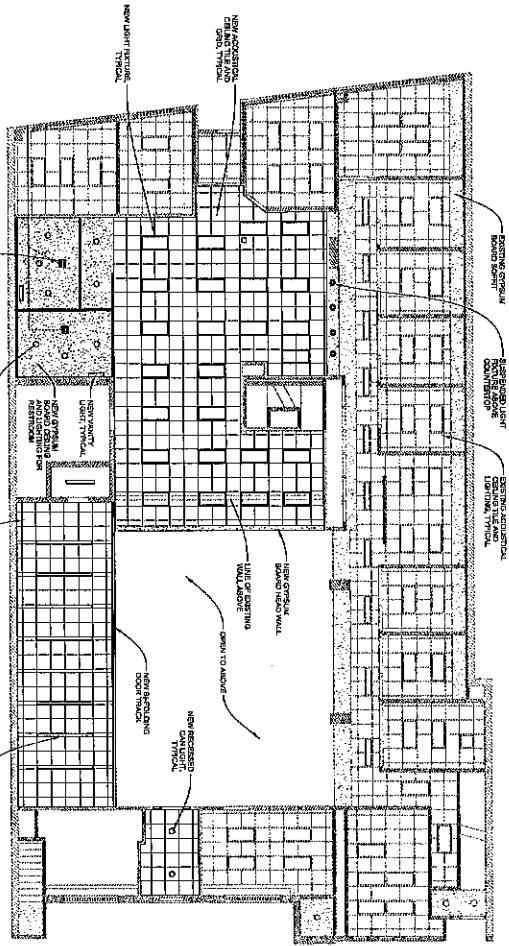 EXISTING GYPSUM
BOARD SOFFIT
SUSPENDED LIGHT
FIXTURE ABOVE
COUNTERTOP
EXISTING ACOUSTICAL
CEILING TILE AND
LIGHTING, TYPICAL
NEW ACOUSTICAL
CEILING TILE AND
GRID, TYPICAL
NEW LIGHT FIXTURE,
TYPICAL
NEW GYPSUM
BOARD HEAD WALL
LINE OF EXISTING
WALL ABOVE
OPEN TO ABOVE
NEW VANITY
LIGHT, TYPICAL
NEW GYPSUM
BOARD CEILING
AND LIGHTING FOR
RESTROOM
NEW BI-FOLDING
DOOR TRACK
NEW RECESSED
CAN LIGHT,
TYPICAL